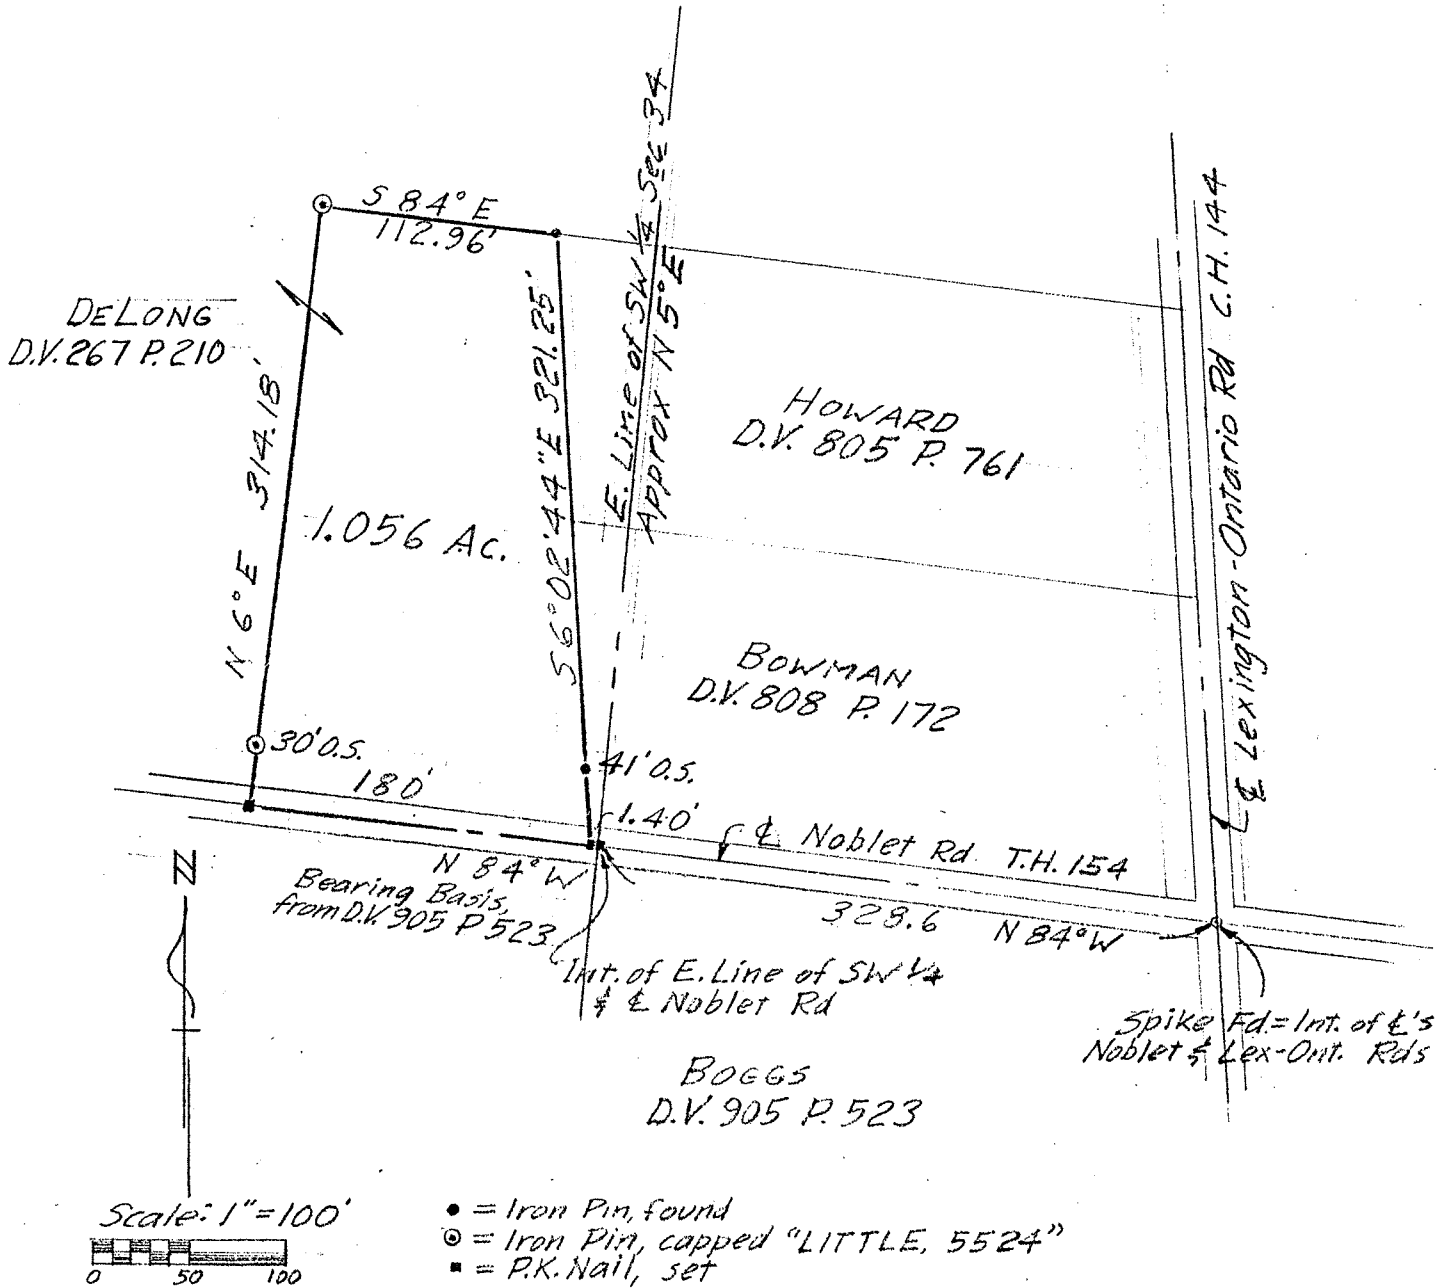 S 84° E
112.96'
DELONG
D.V. 267 P. 210
N 6° E 314.18'
1.056 Ac.
S 6° 02' 44" E 321.25'
E. Line of SW ¼ Sec 34
Approx N 5° E
HOWARD
D.V. 805 P. 761
BOWMAN
D.V. 808 P. 172
℄ Lexington-Ontario Rd C.H. 144
30' O.S.
180'
41' O.S.
1.40'
℄ Noblet Rd. T.H. 154
N 84° W
Bearing Basis,
from D.V. 905 P 523
328.6
N 84° W
Int. of E. Line of SW ¼
& ℄ Noblet Rd
Spike Fd = Int. of ℄'s
Noblet & Lex-Ont. Rds
BOGGS
D.V. 905 P. 523
N
Scale: 1" = 100'
0 50 100
● = Iron Pin, found
◉ = Iron Pin, capped "LITTLE, 5524"
■ = P.K. Nail, set